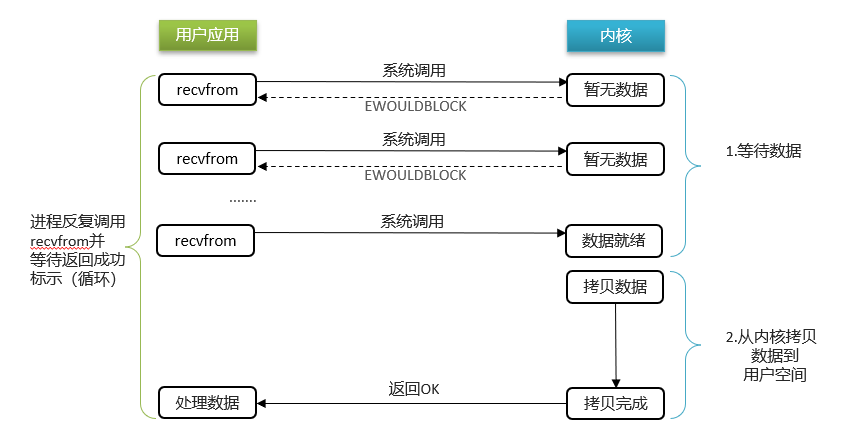 用户应用
内核
recvfrom
系统调用
暂无数据
EWOULDBLOCK
recvfrom
系统调用
暂无数据
EWOULDBLOCK
1.等待数据
.......
recvfrom
系统调用
数据就绪
进程反复调用
recvfrom并
等待返回成功
标示（循环）
拷贝数据
2.从内核拷贝
数据到
用户空间
处理数据
返回OK
拷贝完成